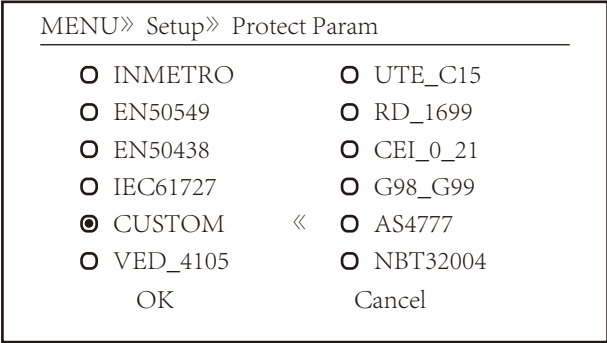 MENU» Setup» Protect Param
INMETRO UTE_C15
EN50549 RD_1699
EN50438 CEI_0_21
IEC61727 G98_G99
CUSTOM « AS4777
VED_4105 NBT32004
OK Cancel